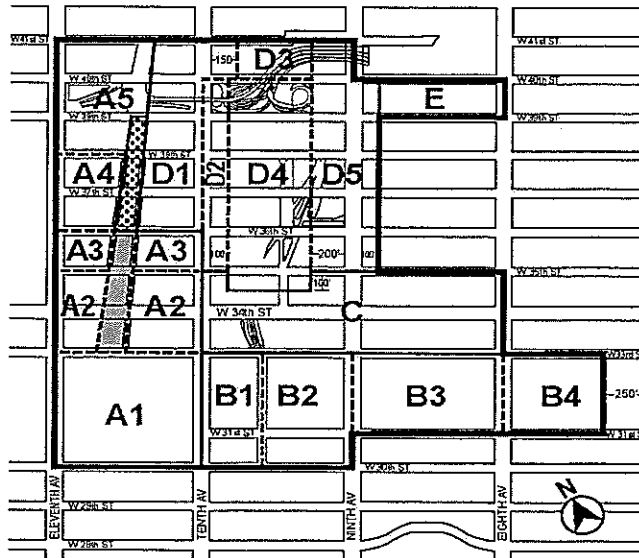 W 41st ST
W 41st ST
150'
D3
W 40th ST
W 40th ST
A5
E
W 39th ST
W 39th ST
W 38th ST
A4
D1
D2
D4
D5
W 37th ST
W 36th ST
A3
A3
100'
200'
100'
W 35th ST
100'
A2
A2
C
W 34th ST
W 33rd S
A1
B1
B2
B3
B4
250'
W 31st ST
W 31st S
W 30th ST
ELEVENTH AV
TENTH AV
NINTH AV
EIGHTH AV
W 29th ST
W 28th ST
N